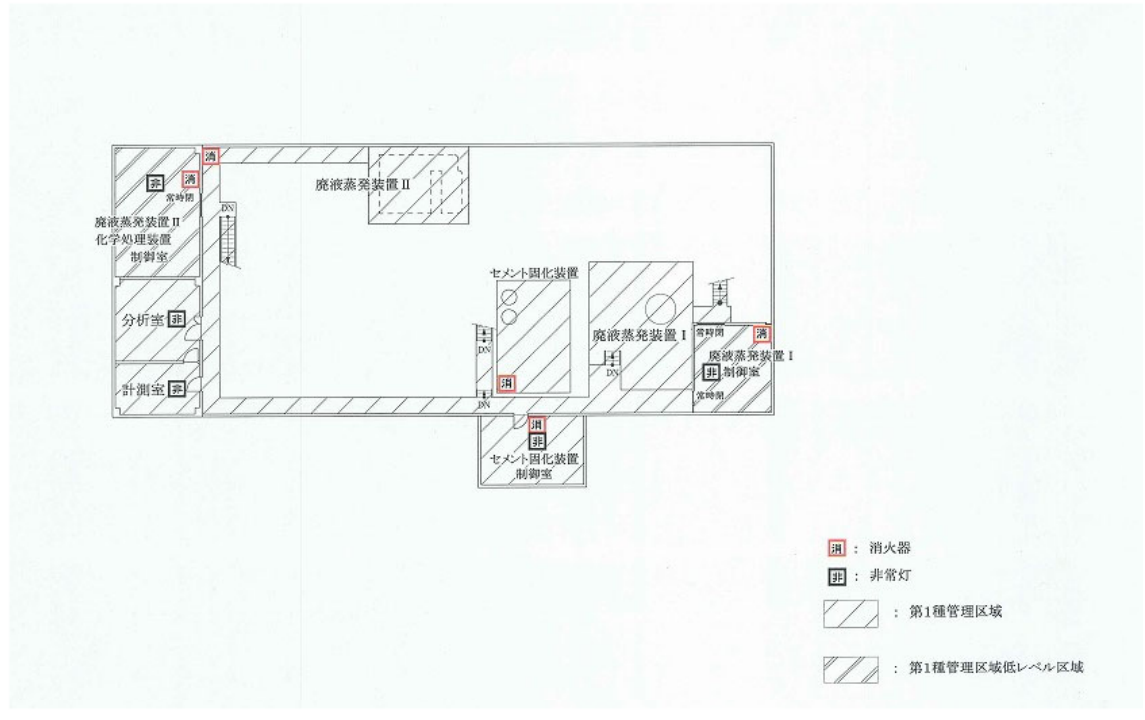 消
廃液蒸発装置Ⅱ
非
消
常時閉
DN
廃液蒸発装置Ⅱ
化学処理装置
制御室
セメント固化装置
分析室
非
廃液蒸発装置Ⅰ
常時閉
消
DN
DN
廃液蒸発装置Ⅰ
制御室
非
計測室
非
消
常時閉
DN
消
非
セメント固化装置
制御室
消 : 消火器
非 : 非常灯
: 第1種管理区域
: 第1種管理区域低レベル区域